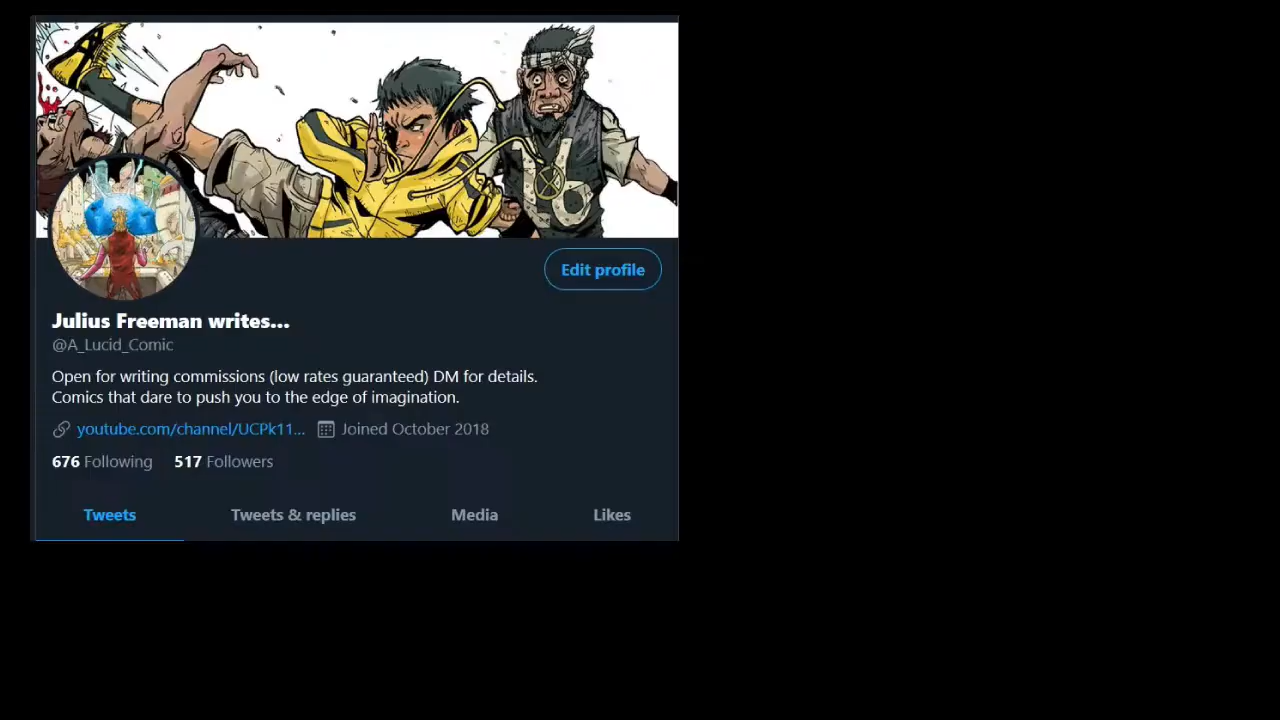 Edit profile
Julius Freeman writes...
@A_Lucid_Comic
Open for writing commissions (low rates guaranteed) DM for details.
Comics that dare to push you to the edge of imagination.
youtube.com/channel/UCPk11... Joined October 2018
676 Following 517 Followers
Tweets Tweets & replies Media Likes